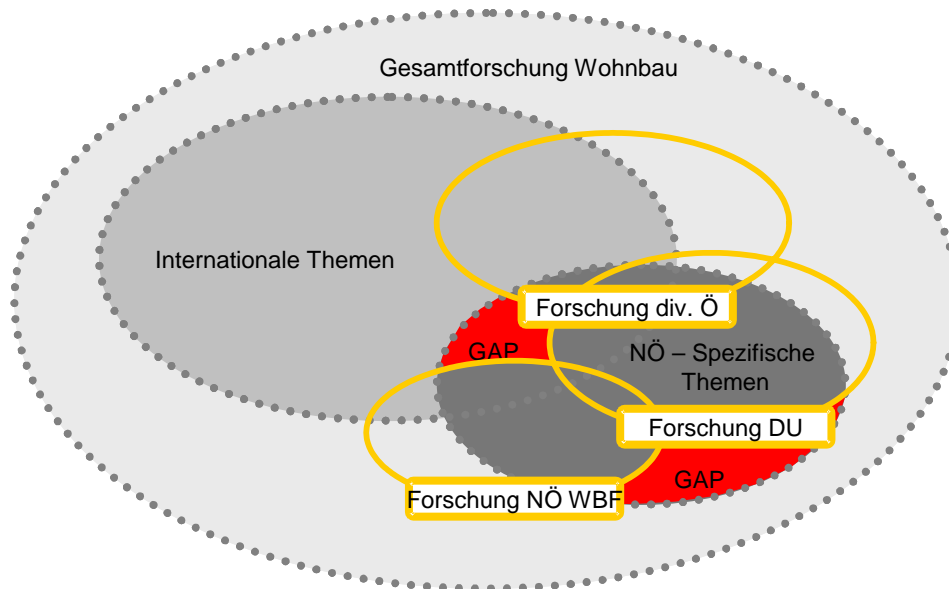 Gesamtforschung Wohnbau
Internationale Themen
Forschung div. Ö
GAP
NÖ – Spezifische
Themen
Forschung DU
GAP
Forschung NÖ WBF